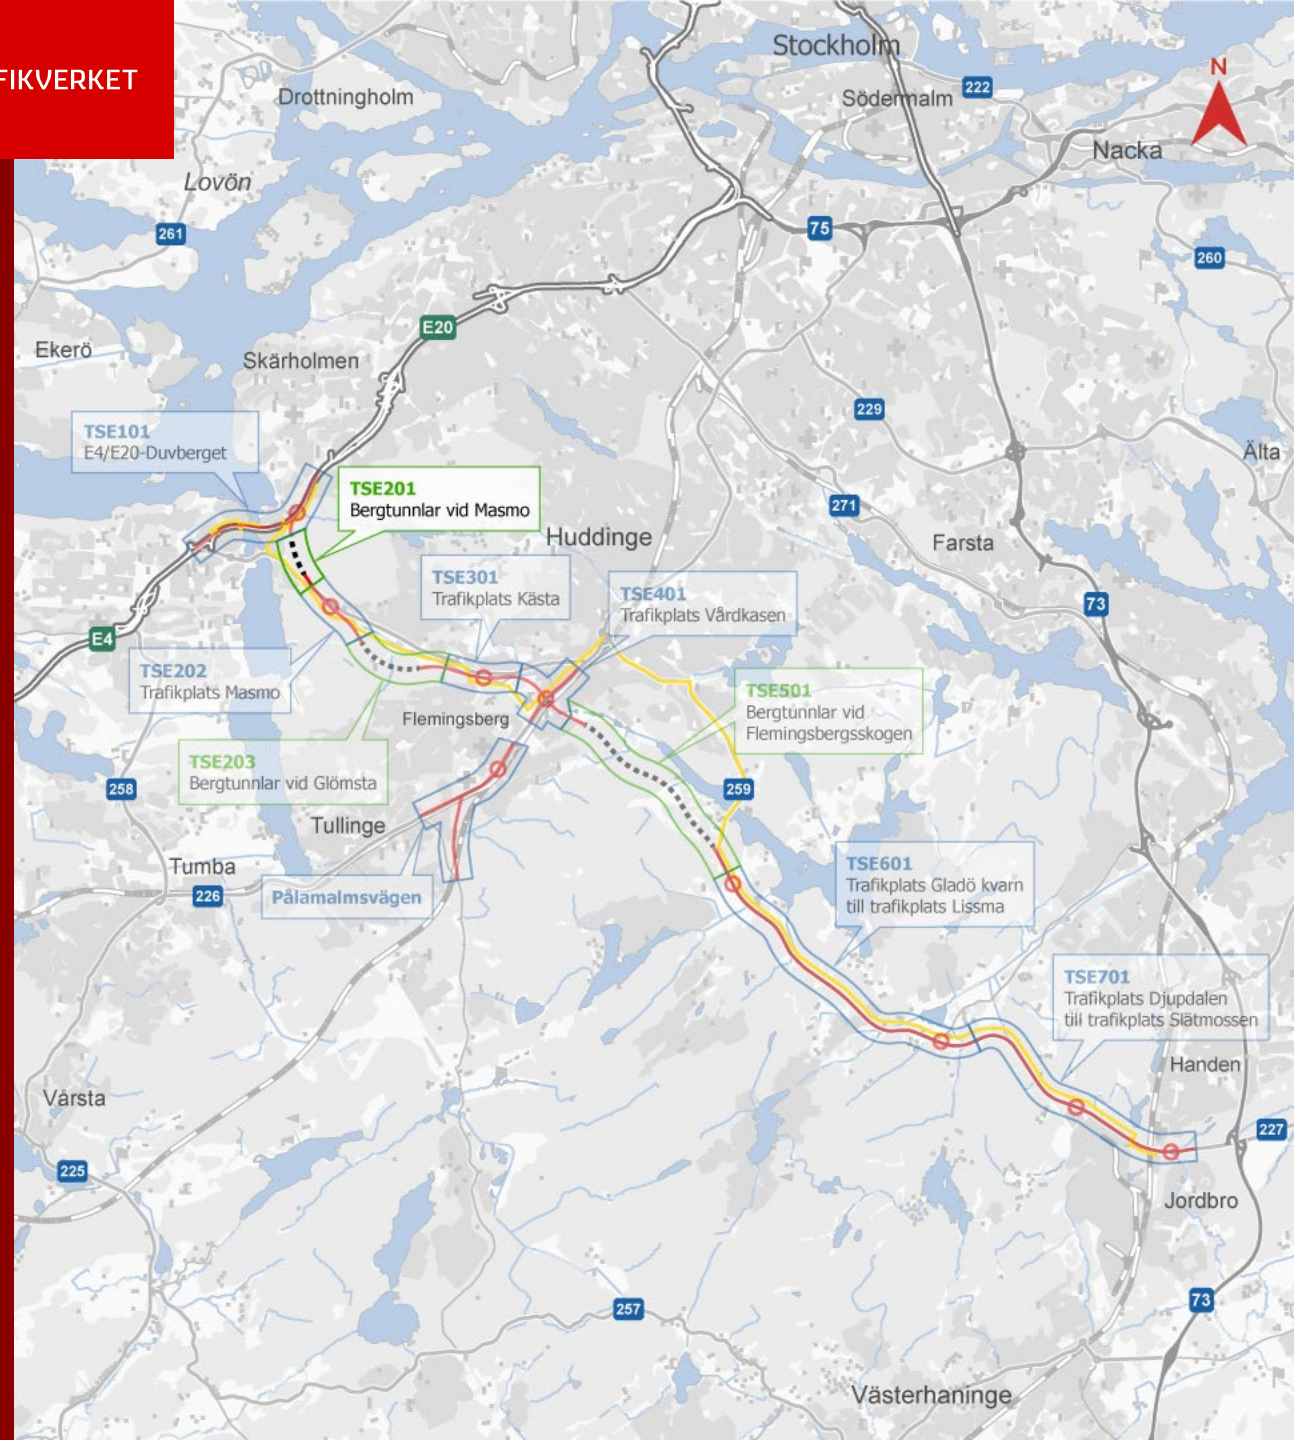 FIKVERKET
Stockholm
N
Drottningholm
Södermalm
222
Nacka
Lovön
261
75
260
E20
Ekerö
Skärholmen
229
TSE101
E4/E20-Duvberget
Älta
TSE201
Bergtunnlar vid Masmo
271
Huddinge
Farsta
TSE301
Trafikplats Kästa
TSE401
Trafikplats Vårdkasen
73
E4
TSE202
Trafikplats Masmo
TSE501
Bergtunnlar vid
Flemingsbergsskogen
Flemingsberg
TSE203
Bergtunnlar vid Glömsta
258
259
Tullinge
Tumba
226
Pålamalmsvägen
TSE601
Trafikplats Gladö kvarn
till trafikplats Lissma
TSE701
Trafikplats Djupdalen
till trafikplats Slätmossen
Handen
Vårsta
227
225
Jordbro
257
73
Västerhaninge